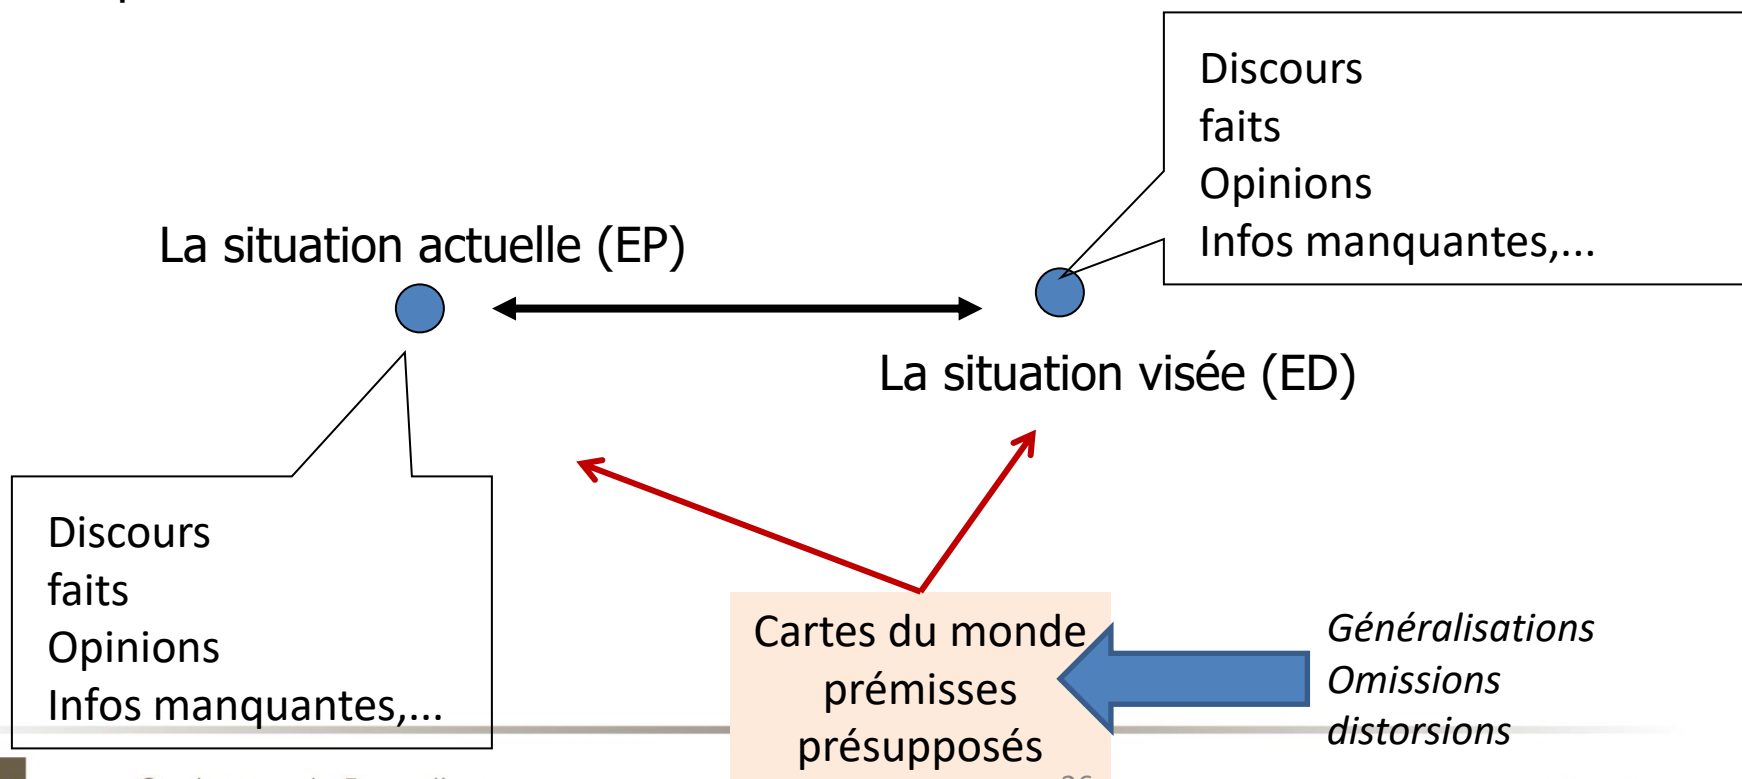 Discours
faits
Opinions
Infos manquantes,...
La situation actuelle (EP)
La situation visée (ED)
Discours
faits
Opinions
Infos manquantes,...
Cartes du monde
prémisses
présupposés
Généralisations
Omissions
distorsions